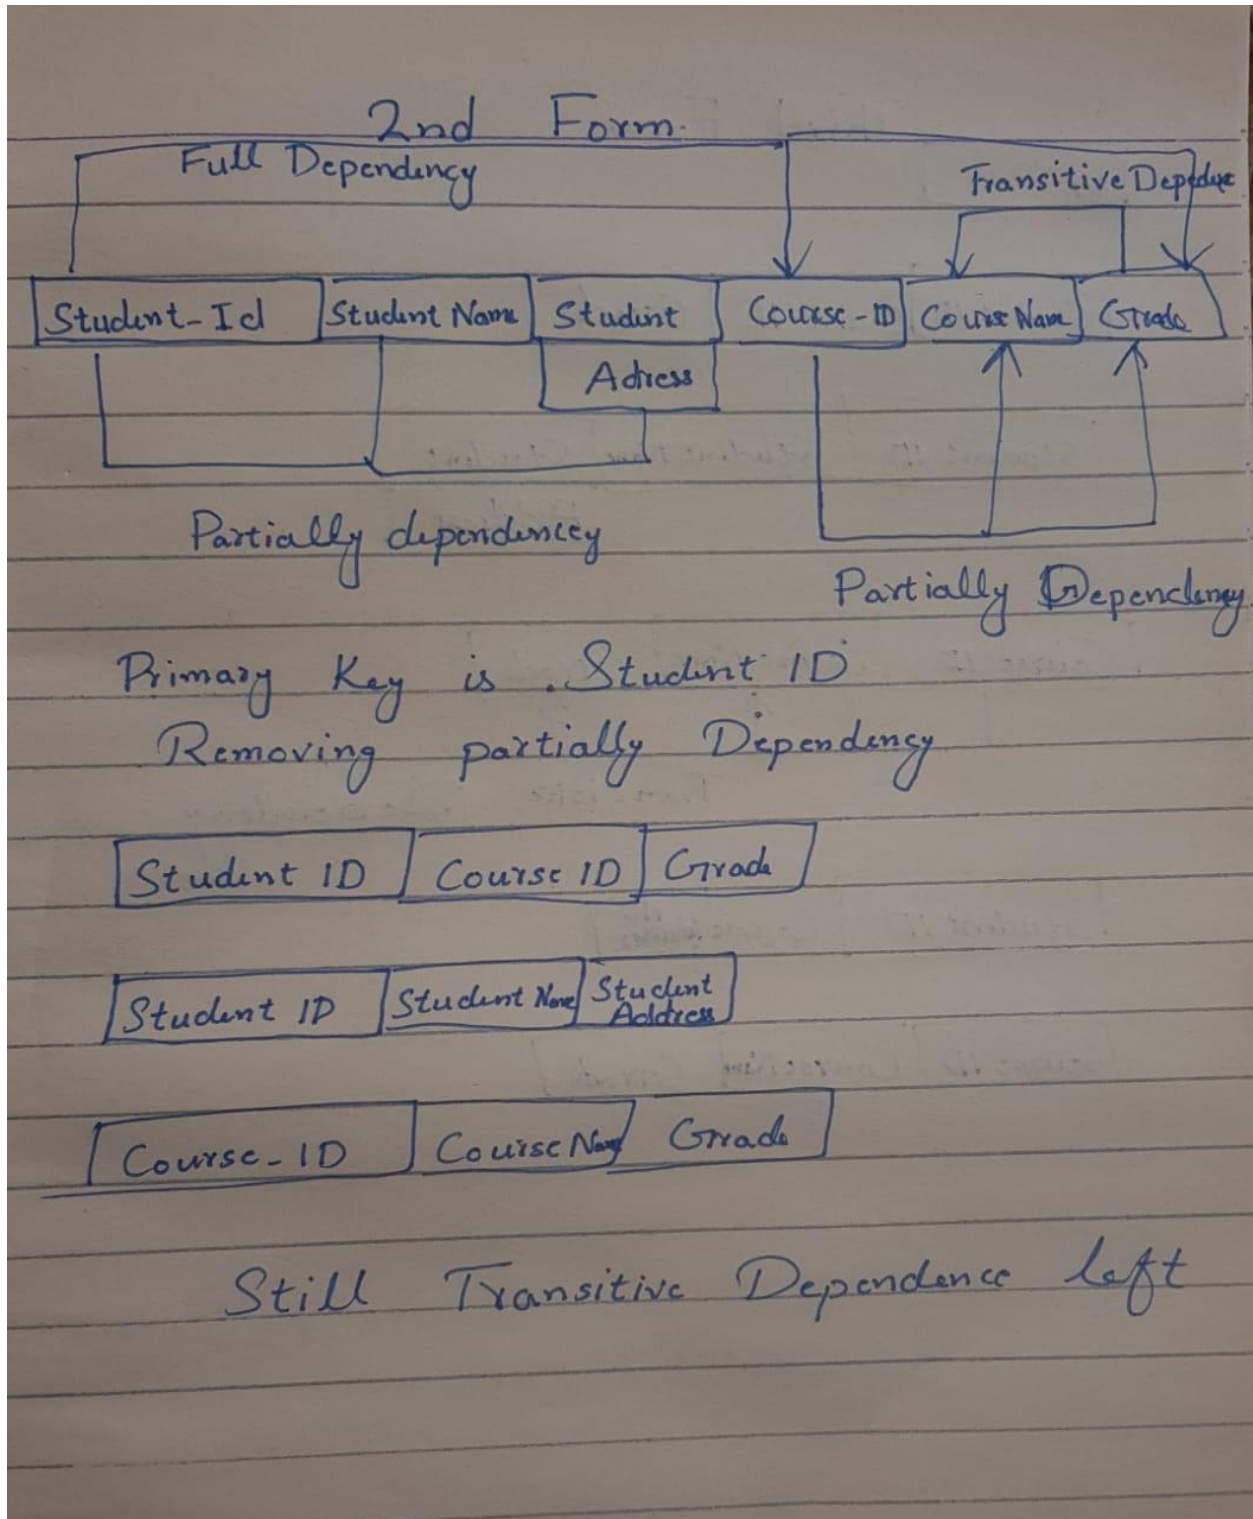 2nd Form.
Full Dependency
Transitive Depedue
Student-Id Student Name Student Course-ID Course Name Grade
Adress
Partially dependencey
Partially Dependency
Primary Key is . Student ID
Removing partially Dependency
Student ID Course ID Grade
Student ID Student Name Student
Address
Course-ID Course Name Grade
Still Transitive Dependence left